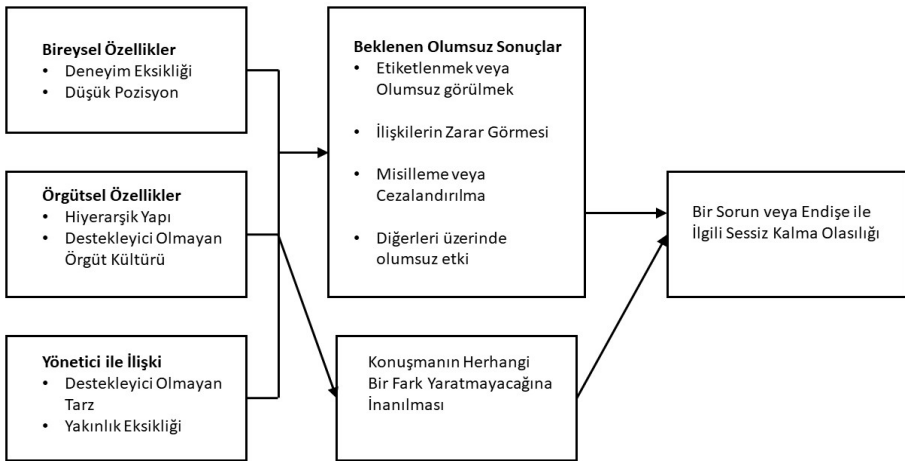 Bireysel Özellikler
• Deneyim Eksikliği
• Düşük Pozisyon
Örgütsel Özellikler
• Hiyerarşik Yapı
• Destekleyici Olmayan
Örgüt Kültürü
Yönetici ile İlişki
• Destekleyici Olmayan
Tarz
• Yakınlık Eksikliği
Beklenen Olumsuz Sonuçlar
• Etiketlenmek veya
Olumsuz görülmek
• İlişkilerin Zarar Görmesi
• Misilleme veya
Cezalandırılma
• Diğerleri üzerinde
olumsuz etki
Konuşmanın Herhangi
Bir Fark Yaratmayacağına
İnanılması
Bir Sorun veya Endişe ile
İlgili Sessiz Kalma Olasılığı